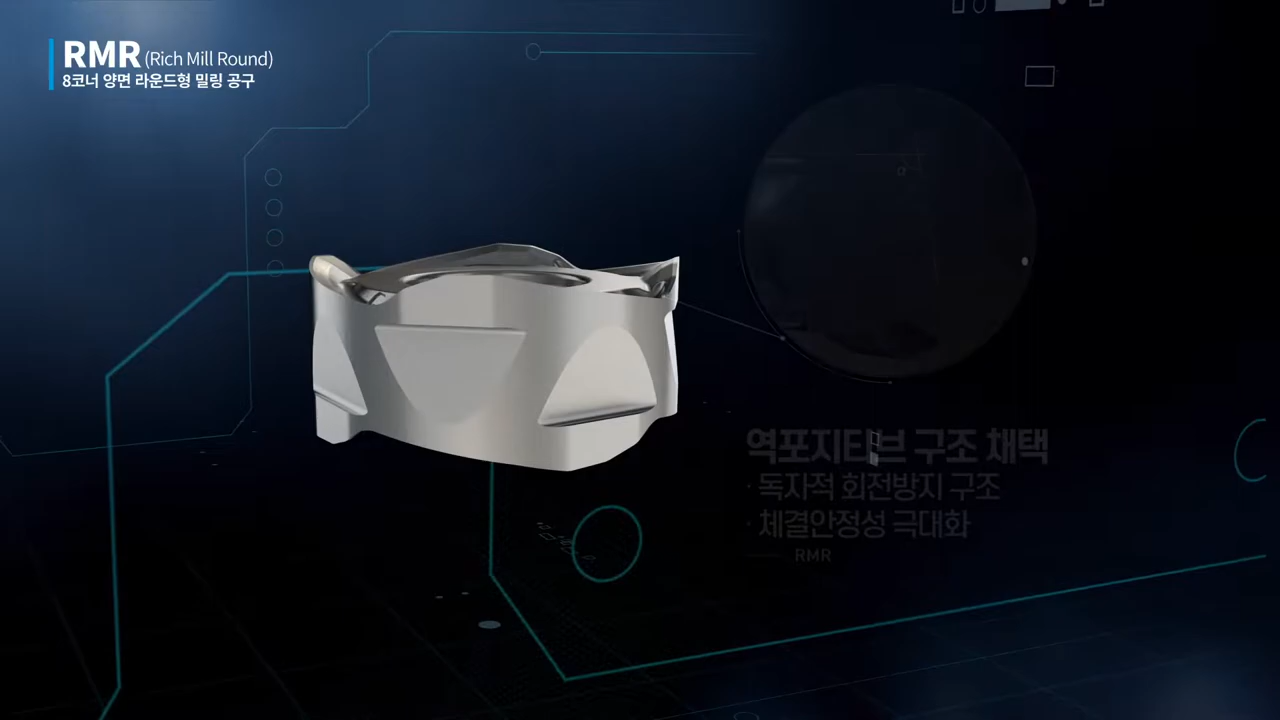 RMR (Rich Mill Round)
8코너 양면 라운드형 밀링 공구
α
역포지티브 구조 채택
· 독자적 회전방지 구조
· 체결안정성 극대화
RMR